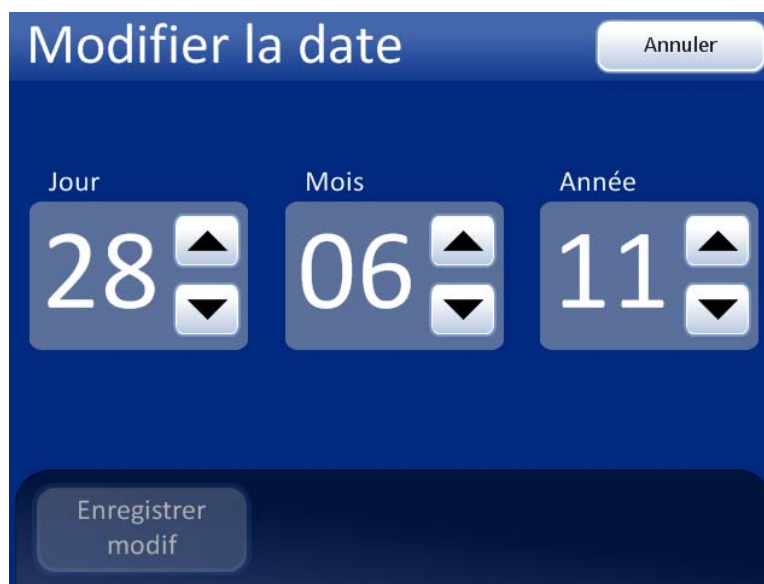 Modifier la date
Annuler
Jour Mois Année
28 06 11
Enregistrer
modif